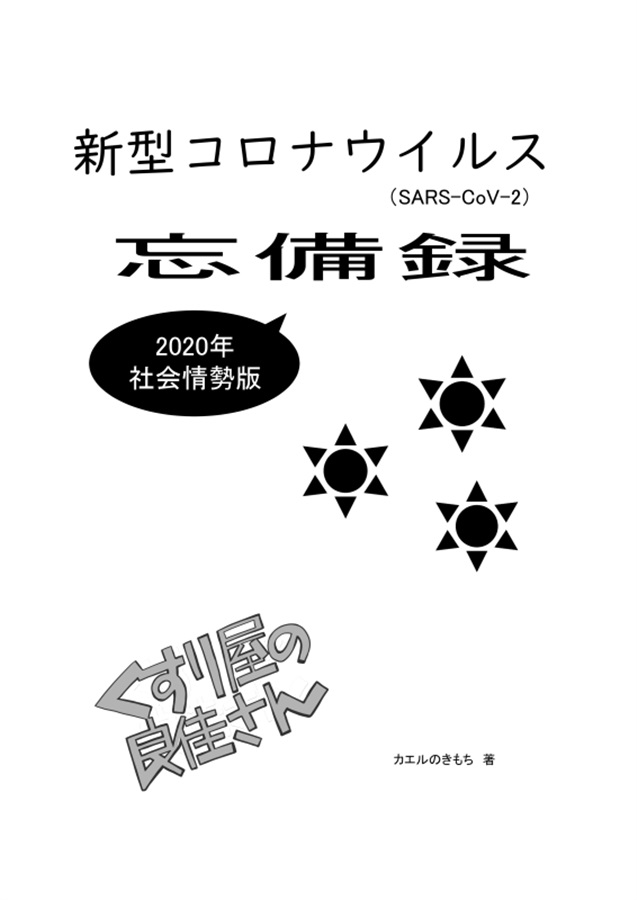 新型コロナウイルス
（SARS-CoV-2）
忘備録
2020年
社会情勢版
くすり屋の
良佳さん
カエルのきもち 著